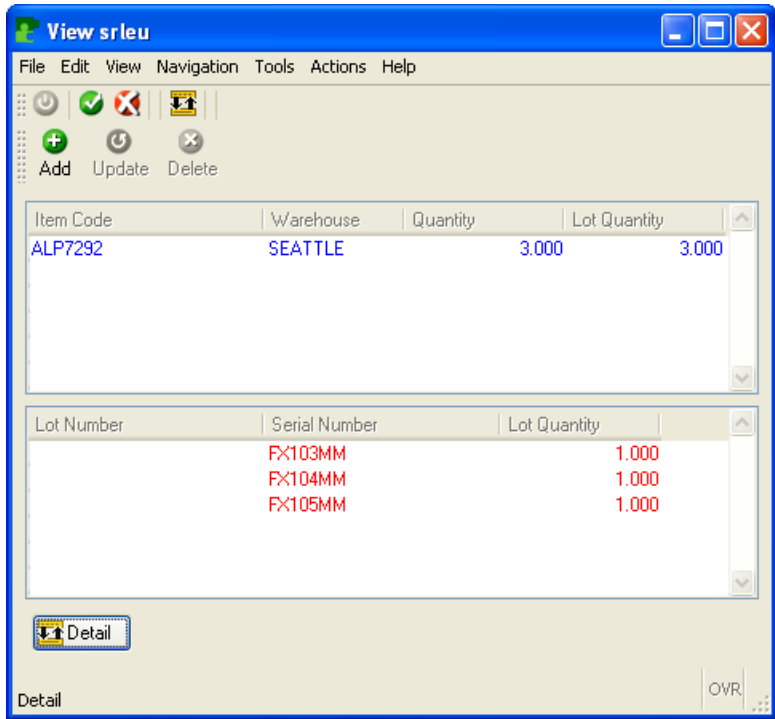 View srleu
File Edit View Navigation Tools Actions Help
Add Update Delete
Item Code Warehouse Quantity Lot Quantity
ALP7292 SEATTLE 3.000 3.000
Lot Number Serial Number Lot Quantity
FX103MM 1.000
FX104MM 1.000
FX105MM 1.000
Detail
Detail OVR